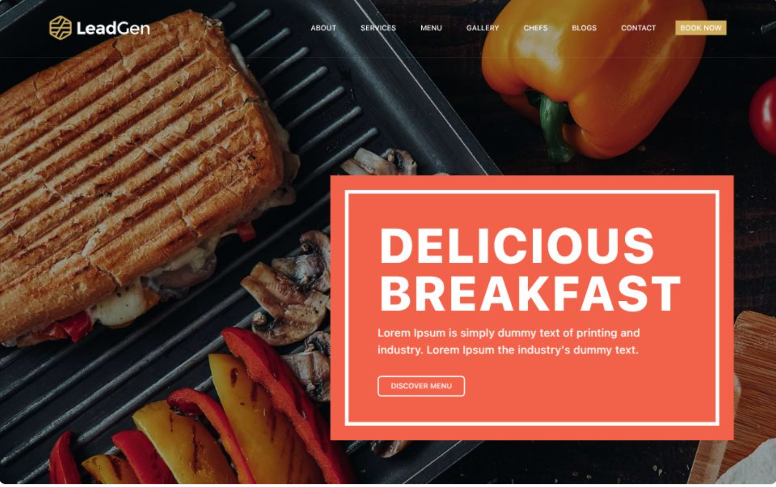 LeadGen
ABOUT SERVICES MENU GALLERY CHEFS BLOGS CONTACT BOOK NOW
DELICIOUS
BREAKFAST
Lorem Ipsum is simply dummy text of printing and
industry. Lorem Ipsum the industry's dummy text.
DISCOVER MENU